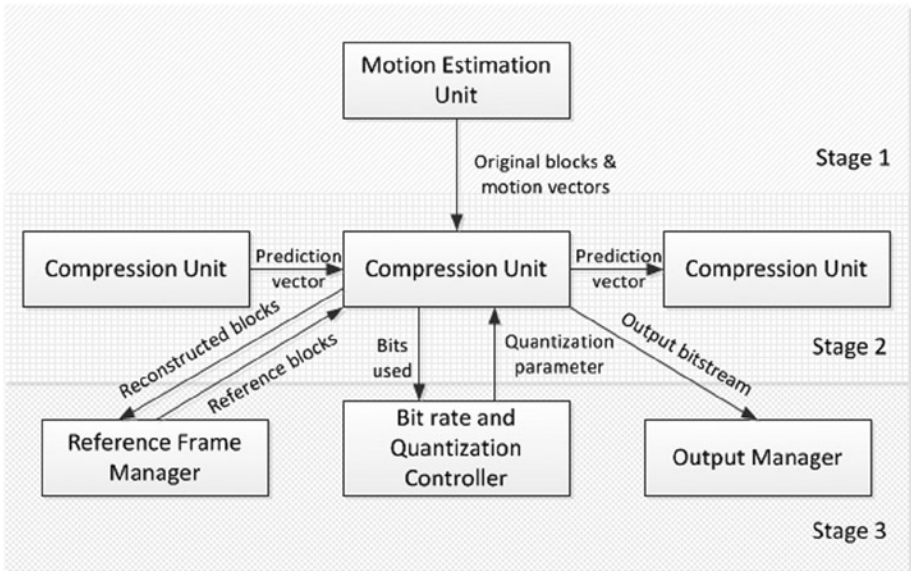 Motion Estimation
Unit
Original blocks &
motion vectors
Stage 1
Compression Unit
Prediction
vector
Compression Unit
Prediction
vector
Compression Unit
Reconstructed blocks
Reference blocks
Bits
used
Quantization
parameter
Output bitstream
Stage 2
Reference Frame
Manager
Bit rate and
Quantization
Controller
Output Manager
Stage 3